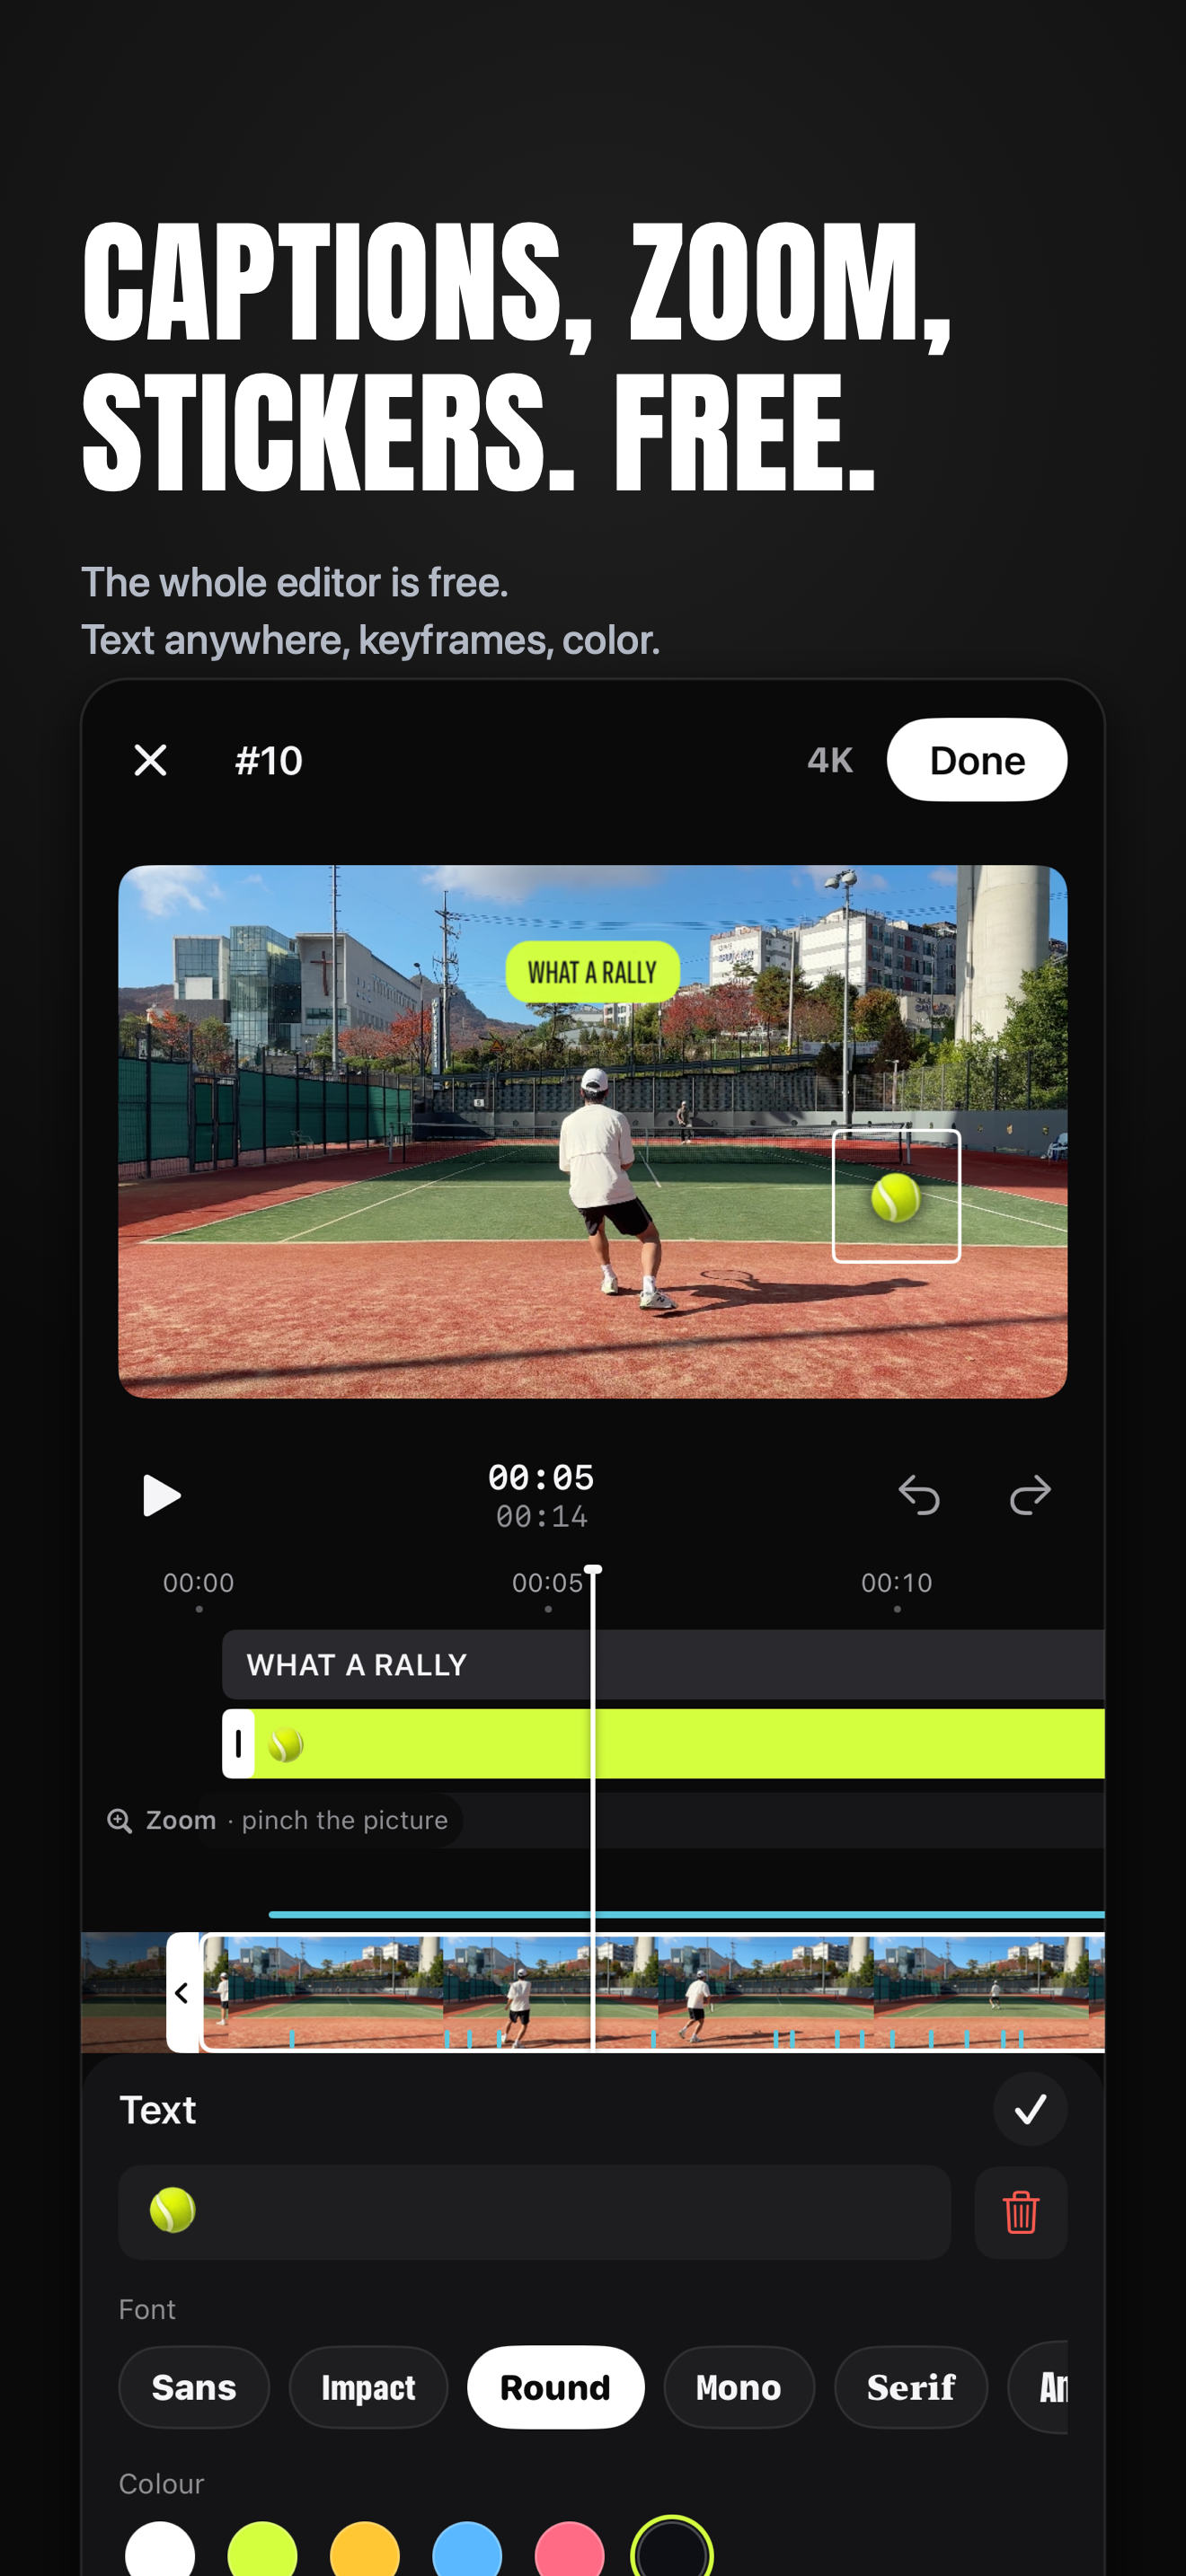 CAPTIONS, ZOOM,
STICKERS. FREE.
The whole editor is free.
Text anywhere, keyframes, color.
#10
4K
Done
WHAT A RALLY
00:05
00:14
00:00
00:05
00:10
WHAT A RALLY
Zoom · pinch the picture
Text
Font
Sans
Impact
Round
Mono
Serif
Colour